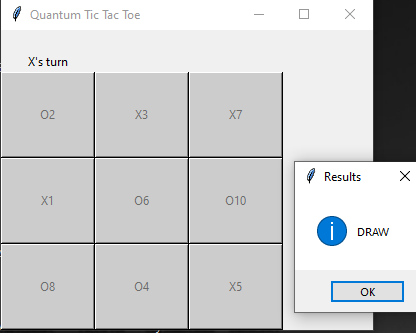 Quantum Tic Tac Toe
X's turn
O2 X3 X7
X1 O6 O10
O8 O4 X5
Results
DRAW
OK